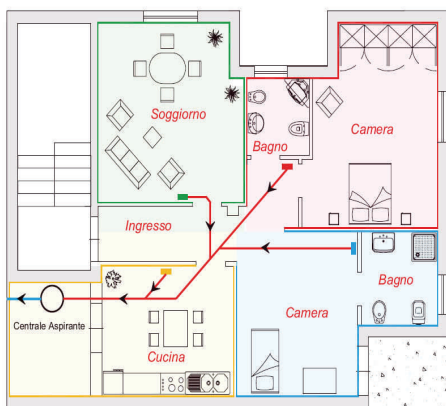 Soggiorno
Bagno
Camera
Ingresso
Bagno
Camera
Centrale Aspirante
Cucina